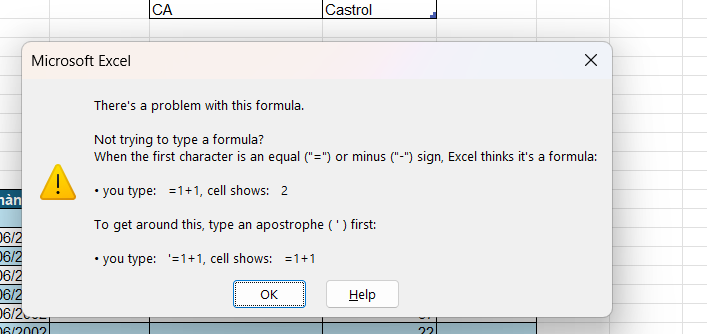 CA Castrol
Microsoft Excel
There's a problem with this formula.
Not trying to type a formula?
When the first character is an equal ("=") or minus ("-") sign, Excel thinks it's a formula:
• you type: =1+1, cell shows: 2
To get around this, type an apostrophe ( ' ) first:
• you type: '=1+1, cell shows: =1+1
OK Help
06/2
06/2
06/2
06/2
06/2002
06/2002 22